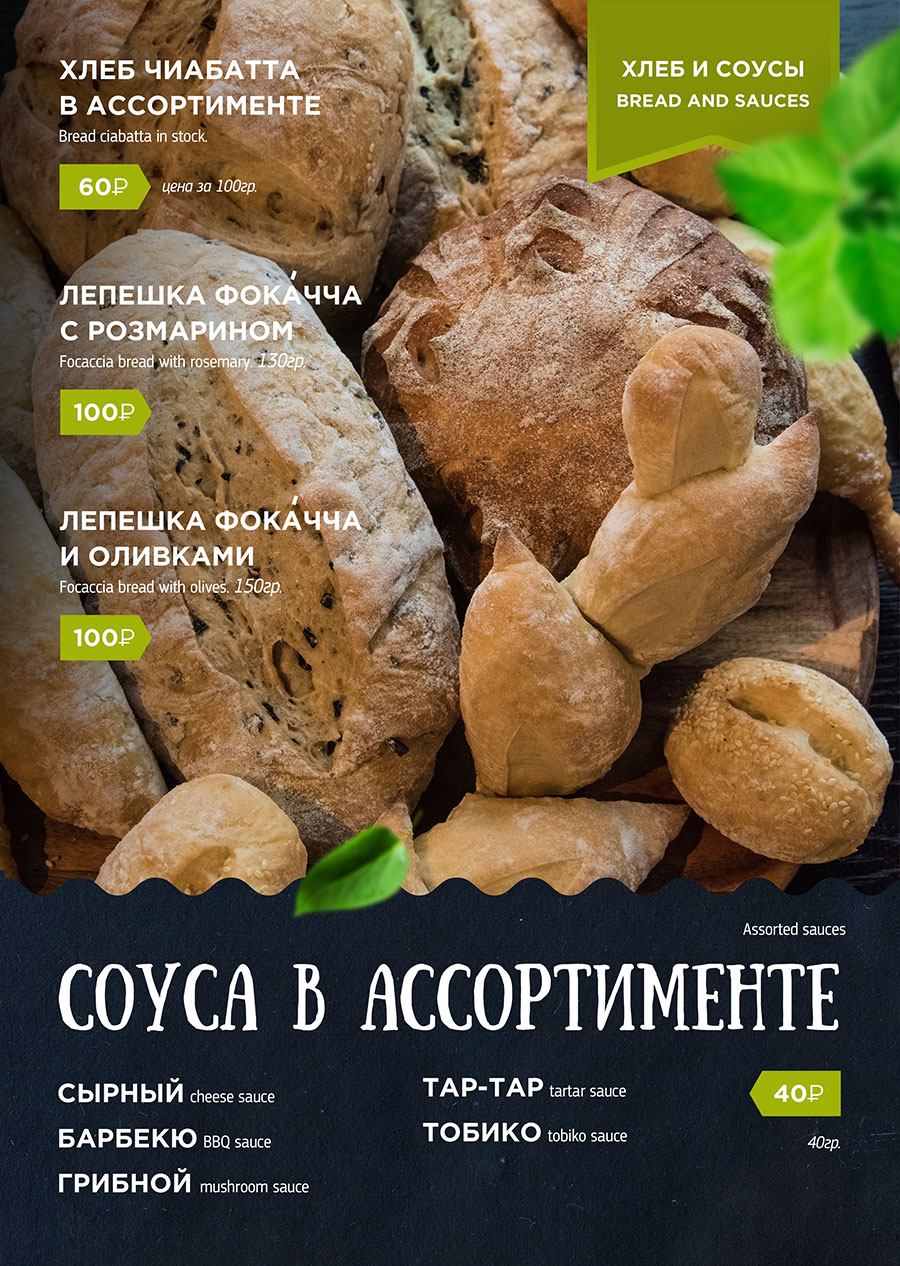 ХЛЕБ И СОУСЫ
BREAD AND SAUCES
ХЛЕБ ЧИАБАТТА
В АССОРТИМЕНТЕ
Bread ciabatta in stock.
60₽ цена за 100гр.
ЛЕПЕШКА ФОКА́ЧЧА
С РОЗМАРИНОМ
Focaccia bread with rosemary. 130гр.
100₽
ЛЕПЕШКА ФОКА́ЧЧА
И ОЛИВКАМИ
Focaccia bread with olives. 150гр.
100₽
Assorted sauces
СОУСА В АССОРТИМЕНТЕ
СЫРНЫЙ cheese sauce
БАРБЕКЮ BBQ sauce
ГРИБНОЙ mushroom sauce
ТАР-ТАР tartar sauce
ТОБИКО tobiko sauce
40₽
40гр.